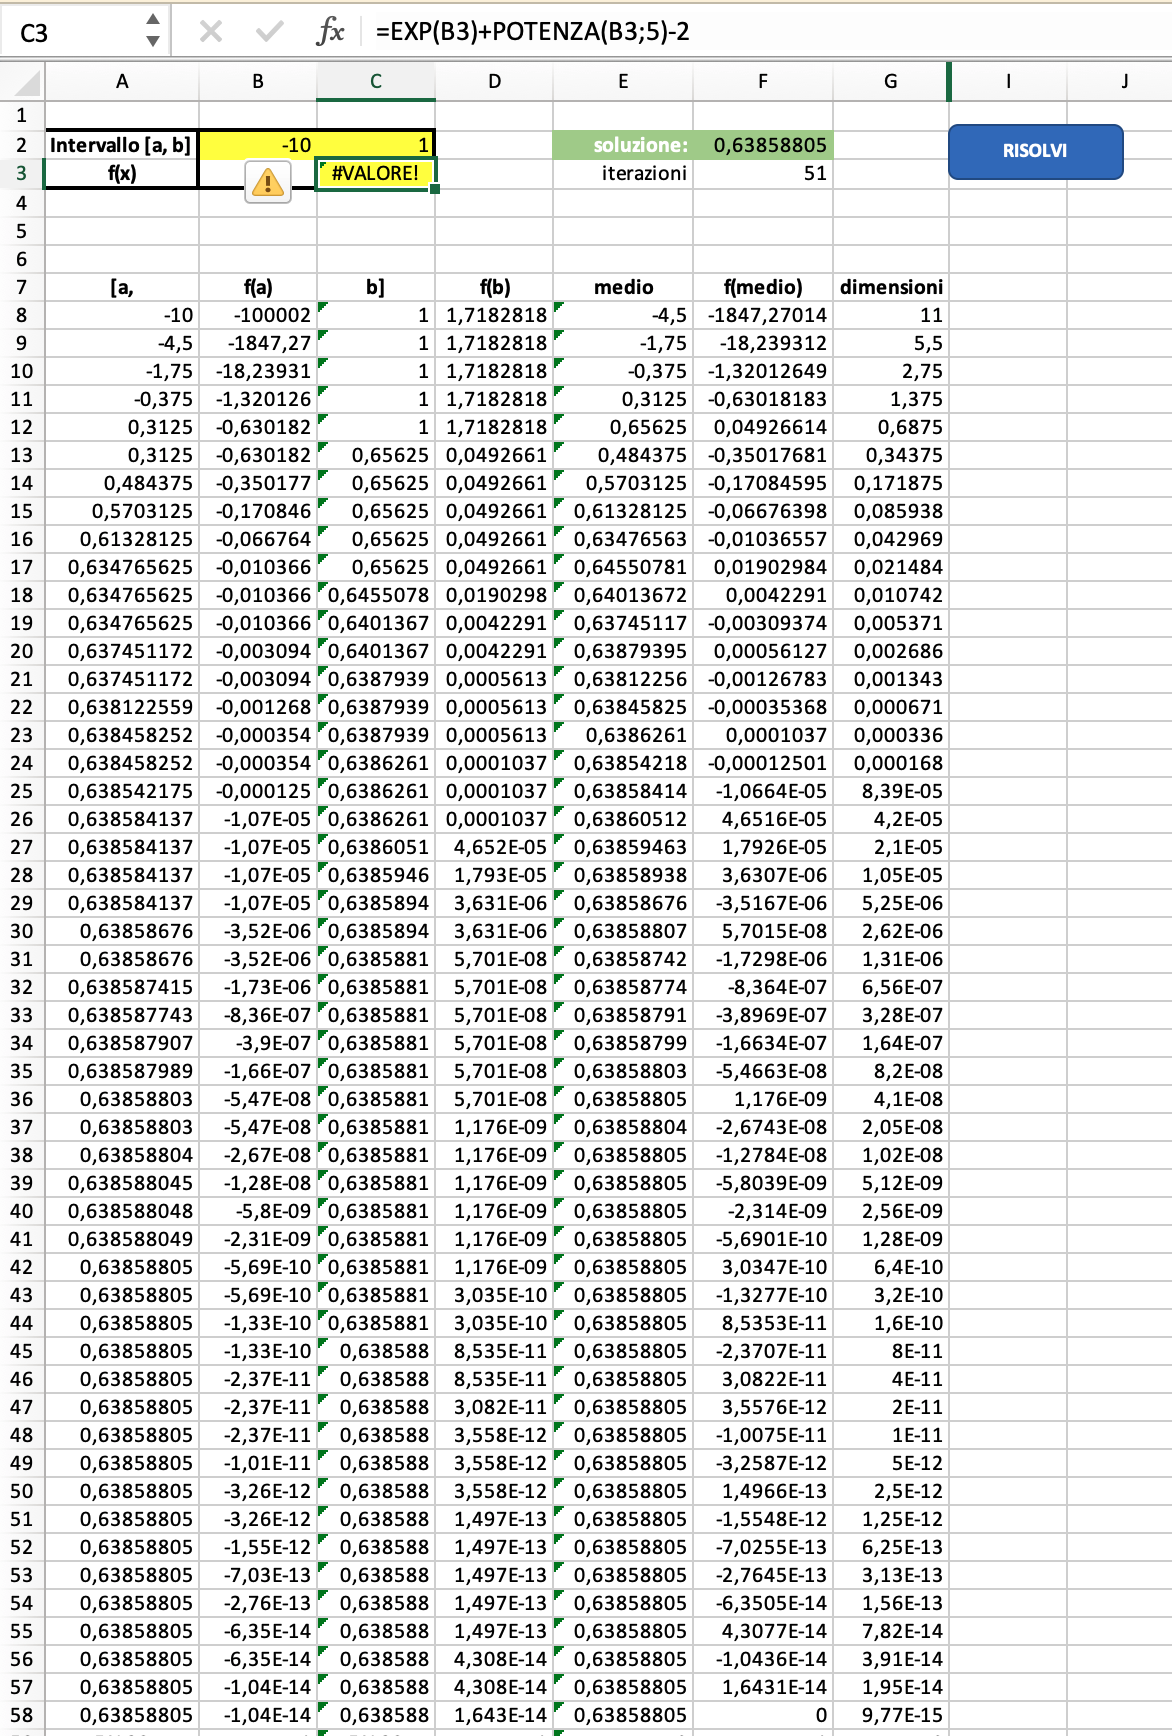 C3 fx =EXP(B3)+POTENZA(B3;5)-2
A B C D E F G I J
1
2 Intervallo [a, b] -10 1 soluzione: 0,63858805 RISOLVI
3 f(x) #VALORE! iterazioni 51
4
5
6
7 [a, f(a) b] f(b) medio f(medio) dimensioni
8 -10 -100002 1 1,7182818 -4,5 -1847,27014 11
9 -4,5 -1847,27 1 1,7182818 -1,75 -18,239312 5,5
10 -1,75 -18,23931 1 1,7182818 -0,375 -1,32012649 2,75
11 -0,375 -1,320126 1 1,7182818 0,3125 -0,63018183 1,375
12 0,3125 -0,630182 1 1,7182818 0,65625 0,04926614 0,6875
13 0,3125 -0,630182 0,65625 0,0492661 0,484375 -0,35017681 0,34375
14 0,484375 -0,350177 0,65625 0,0492661 0,5703125 -0,17084595 0,171875
15 0,5703125 -0,170846 0,65625 0,0492661 0,61328125 -0,06676398 0,085938
16 0,61328125 -0,066764 0,65625 0,0492661 0,63476563 -0,01036557 0,042969
17 0,634765625 -0,010366 0,65625 0,0492661 0,64550781 0,01902984 0,021484
18 0,634765625 -0,010366 0,6455078 0,0190298 0,64013672 0,0042291 0,010742
19 0,634765625 -0,010366 0,6401367 0,0042291 0,63745117 -0,00309374 0,005371
20 0,637451172 -0,003094 0,6401367 0,0042291 0,63879395 0,00056127 0,002686
21 0,637451172 -0,003094 0,6387939 0,0005613 0,63812256 -0,00126783 0,001343
22 0,638122559 -0,001268 0,6387939 0,0005613 0,63845825 -0,00035368 0,000671
23 0,638458252 -0,000354 0,6387939 0,0005613 0,6386261 0,0001037 0,000336
24 0,638458252 -0,000354 0,6386261 0,0001037 0,63854218 -0,00012501 0,000168
25 0,638542175 -0,000125 0,6386261 0,0001037 0,63858414 -1,0664E-05 8,39E-05
26 0,638584137 -1,07E-05 0,6386261 0,0001037 0,63860512 4,6516E-05 4,2E-05
27 0,638584137 -1,07E-05 0,6386051 4,652E-05 0,63859463 1,7926E-05 2,1E-05
28 0,638584137 -1,07E-05 0,6385946 1,793E-05 0,63858938 3,6307E-06 1,05E-05
29 0,638584137 -1,07E-05 0,6385894 3,631E-06 0,63858676 -3,5167E-06 5,25E-06
30 0,63858676 -3,52E-06 0,6385894 3,631E-06 0,63858807 5,7015E-08 2,62E-06
31 0,63858676 -3,52E-06 0,6385881 5,701E-08 0,63858742 -1,7298E-06 1,31E-06
32 0,638587415 -1,73E-06 0,6385881 5,701E-08 0,63858774 -8,364E-07 6,56E-07
33 0,638587743 -8,36E-07 0,6385881 5,701E-08 0,63858791 -3,8969E-07 3,28E-07
34 0,638587907 -3,9E-07 0,6385881 5,701E-08 0,63858799 -1,6634E-07 1,64E-07
35 0,638587989 -1,66E-07 0,6385881 5,701E-08 0,63858803 -5,4663E-08 8,2E-08
36 0,63858803 -5,47E-08 0,6385881 5,701E-08 0,63858805 1,176E-09 4,1E-08
37 0,63858803 -5,47E-08 0,6385881 1,176E-09 0,63858804 -2,6743E-08 2,05E-08
38 0,63858804 -2,67E-08 0,6385881 1,176E-09 0,63858805 -1,2784E-08 1,02E-08
39 0,638588045 -1,28E-08 0,6385881 1,176E-09 0,63858805 -5,8039E-09 5,12E-09
40 0,638588048 -5,8E-09 0,6385881 1,176E-09 0,63858805 -2,314E-09 2,56E-09
41 0,638588049 -2,31E-09 0,6385881 1,176E-09 0,63858805 -5,6901E-10 1,28E-09
42 0,63858805 -5,69E-10 0,6385881 1,176E-09 0,63858805 3,0347E-10 6,4E-10
43 0,63858805 -5,69E-10 0,6385881 3,035E-10 0,63858805 -1,3277E-10 3,2E-10
44 0,63858805 -1,33E-10 0,6385881 3,035E-10 0,63858805 8,5353E-11 1,6E-10
45 0,63858805 -1,33E-10 0,638588 8,535E-11 0,63858805 -2,3707E-11 8E-11
46 0,63858805 -2,37E-11 0,638588 8,535E-11 0,63858805 3,0822E-11 4E-11
47 0,63858805 -2,37E-11 0,638588 3,082E-11 0,63858805 3,5576E-12 2E-11
48 0,63858805 -2,37E-11 0,638588 3,558E-12 0,63858805 -1,0075E-11 1E-11
49 0,63858805 -1,01E-11 0,638588 3,558E-12 0,63858805 -3,2587E-12 5E-12
50 0,63858805 -3,26E-12 0,638588 3,558E-12 0,63858805 1,4966E-13 2,5E-12
51 0,63858805 -3,26E-12 0,638588 1,497E-13 0,63858805 -1,5548E-12 1,25E-12
52 0,63858805 -1,55E-12 0,638588 1,497E-13 0,63858805 -7,0255E-13 6,25E-13
53 0,63858805 -7,03E-13 0,638588 1,497E-13 0,63858805 -2,7645E-13 3,13E-13
54 0,63858805 -2,76E-13 0,638588 1,497E-13 0,63858805 -6,3505E-14 1,56E-13
55 0,63858805 -6,35E-14 0,638588 1,497E-13 0,63858805 4,3077E-14 7,82E-14
56 0,63858805 -6,35E-14 0,638588 4,308E-14 0,63858805 -1,0436E-14 3,91E-14
57 0,63858805 -1,04E-14 0,638588 4,308E-14 0,63858805 1,6431E-14 1,95E-14
58 0,63858805 -1,04E-14 0,638588 1,643E-14 0,63858805 0 9,77E-15